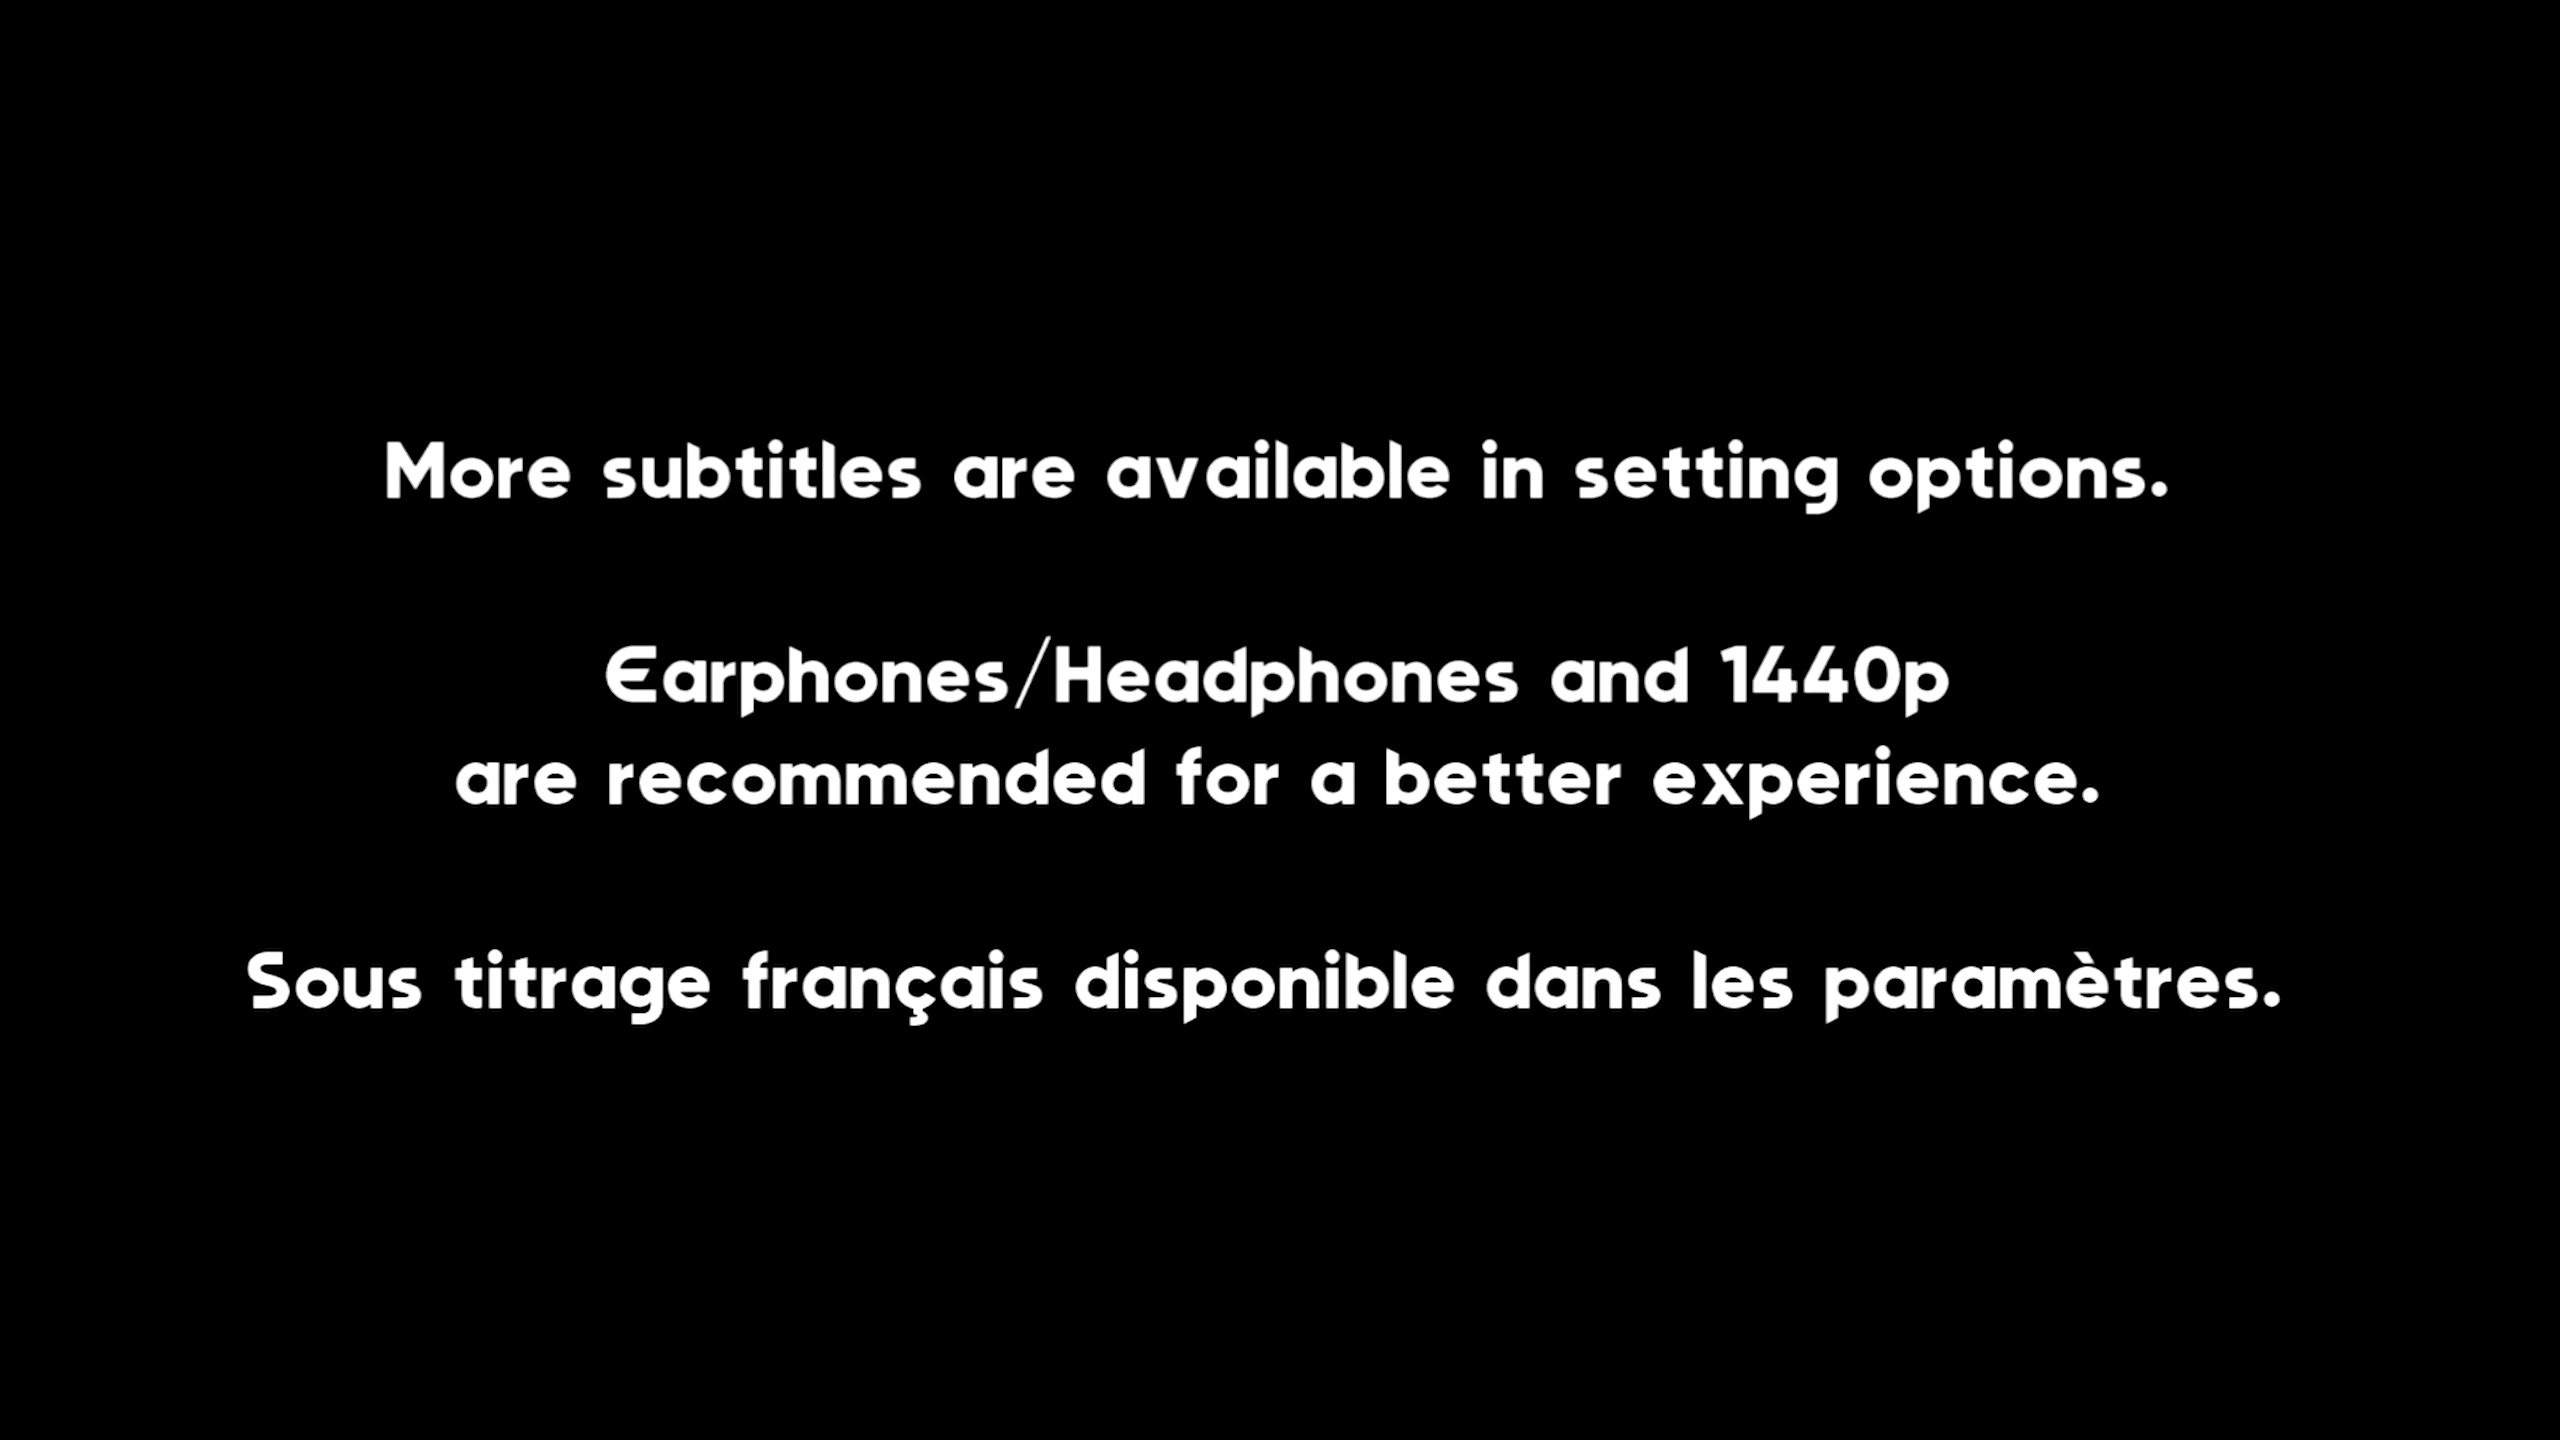 More subtitles are available in setting options.
Earphones/Headphones and 1440p
are recommended for a better experience.
Sous titrage français disponible dans les paramètres.